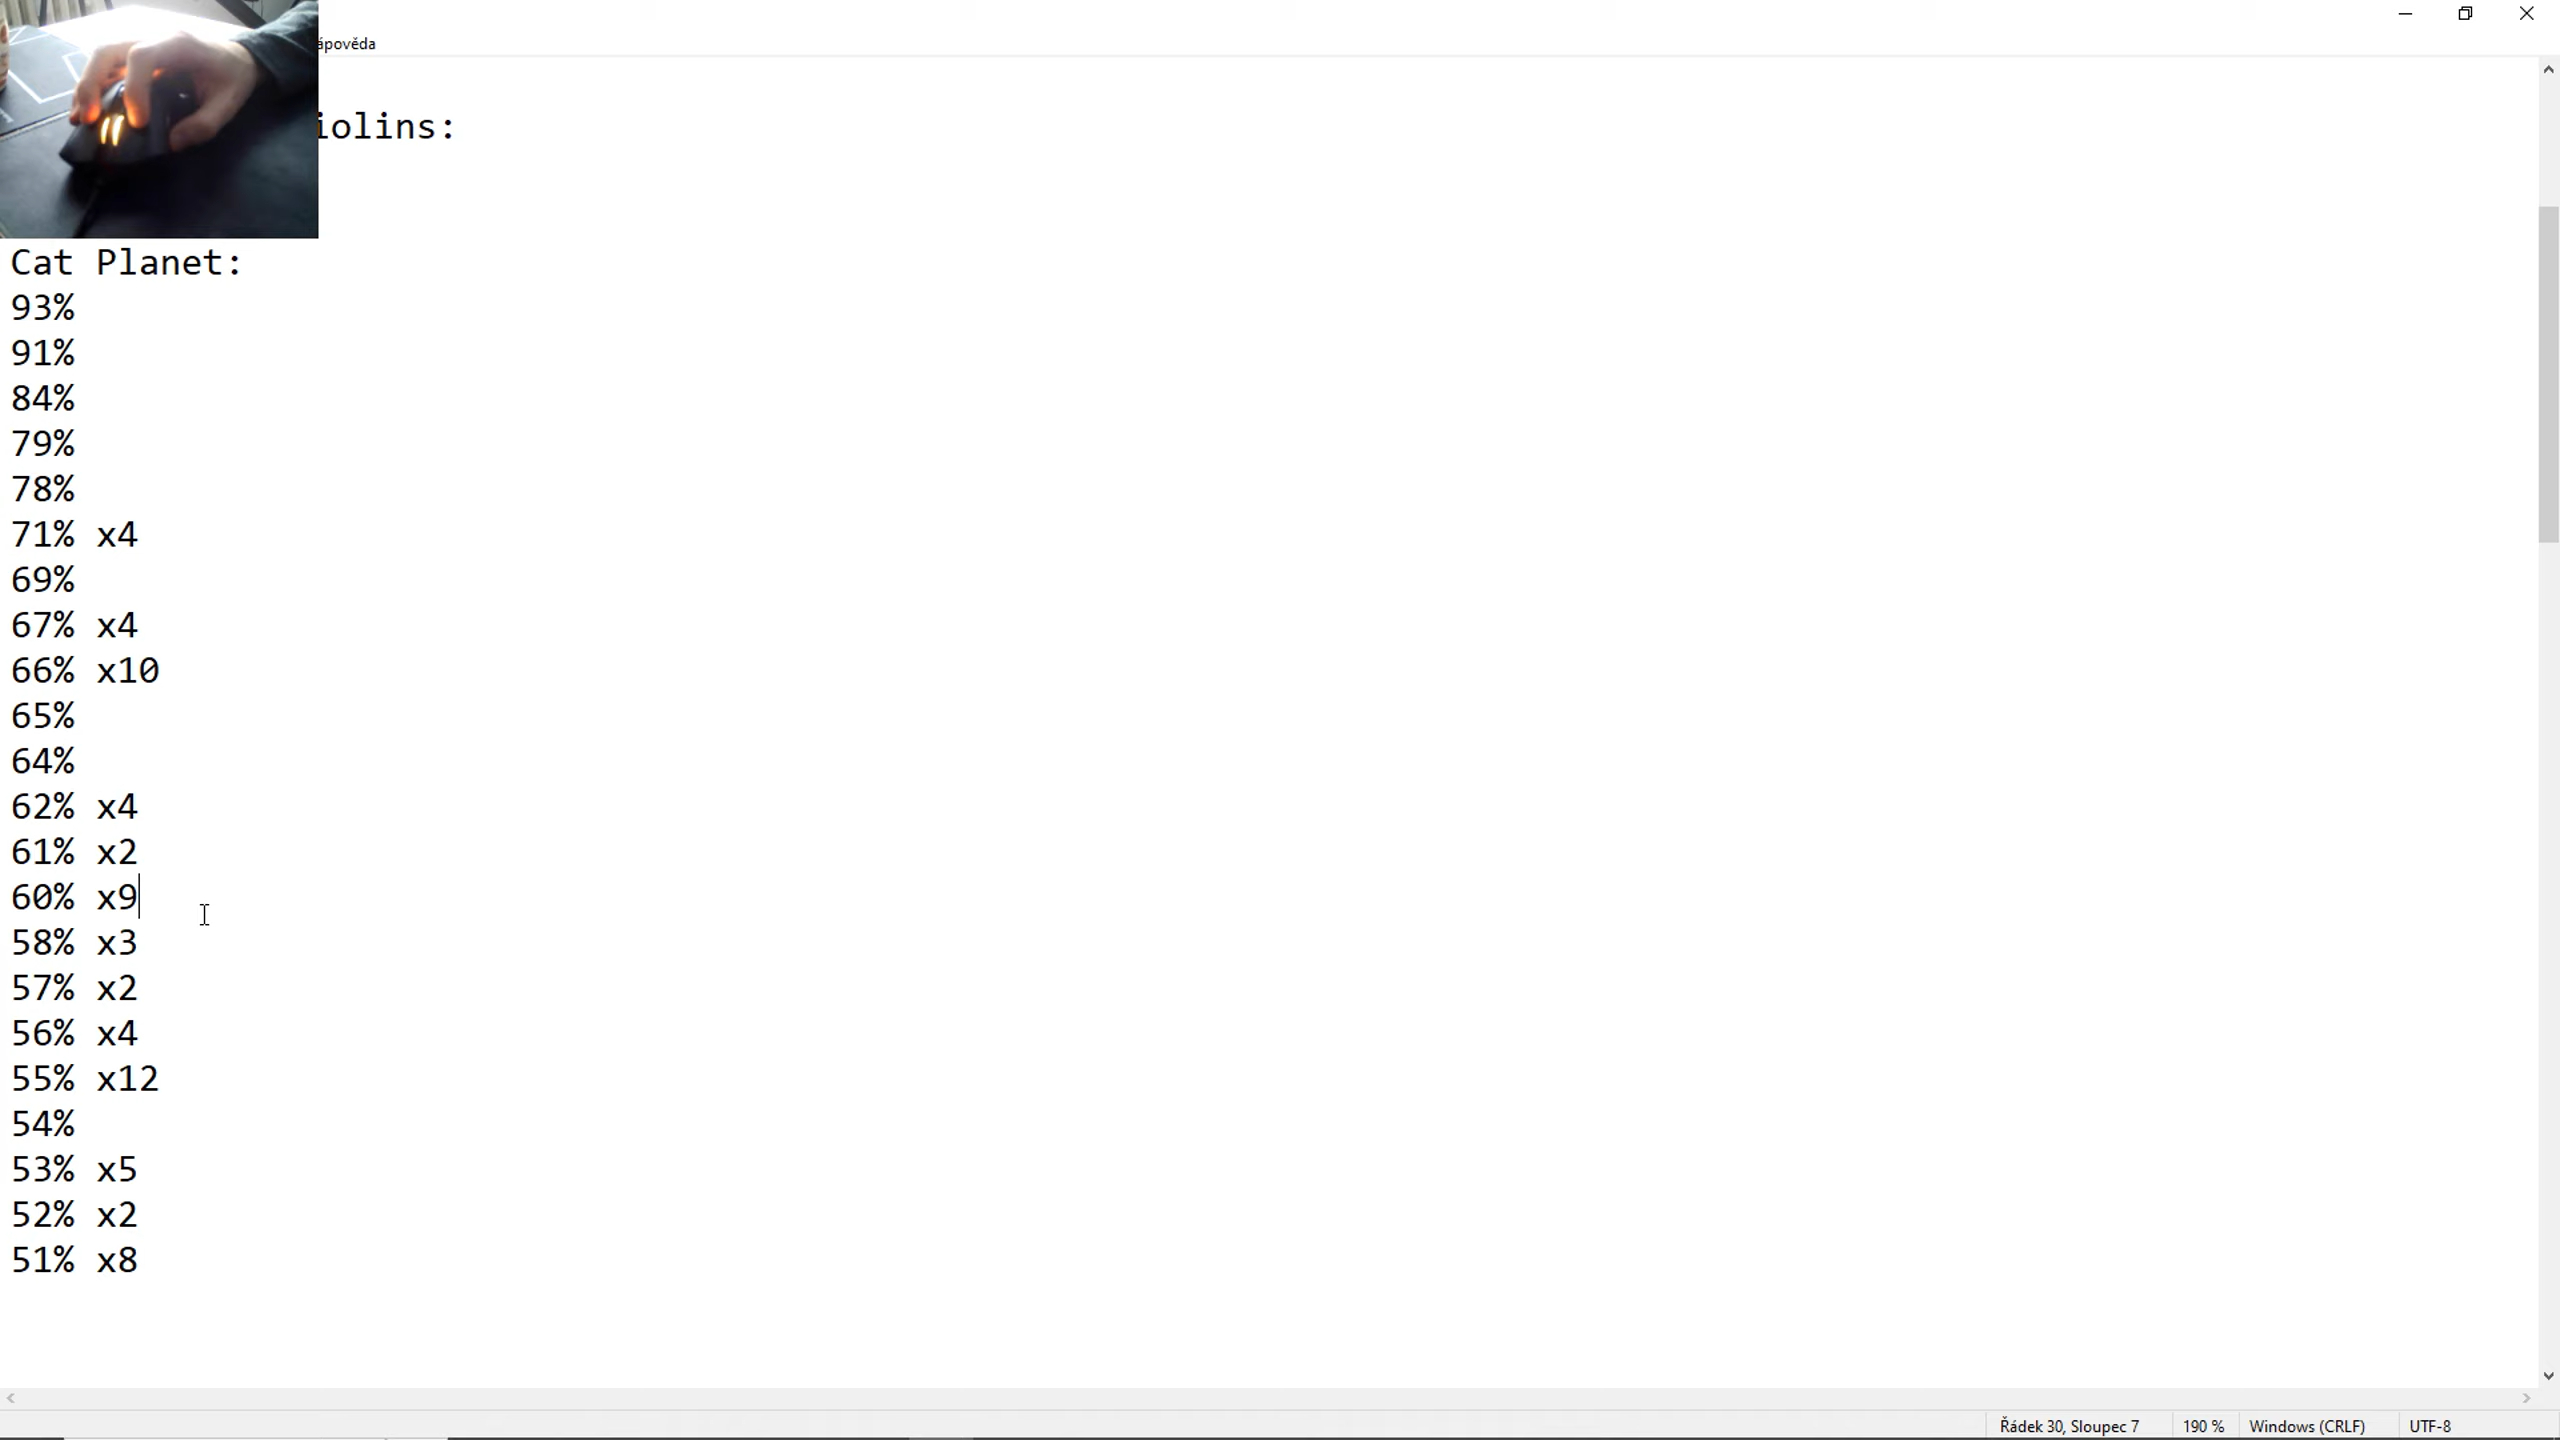 Cat Planet:
93%
91%
84%
79%
78%
71% x4
69%
67% x4
66% x10
65%
64%
62% x4
61% x2
60% x9
58% x3
57% x2
56% x4
55% x12
54%
53% x5
52% x2
51% x8
Řádek 30, Sloupec 7 190 % Windows (CRLF) UTF-8